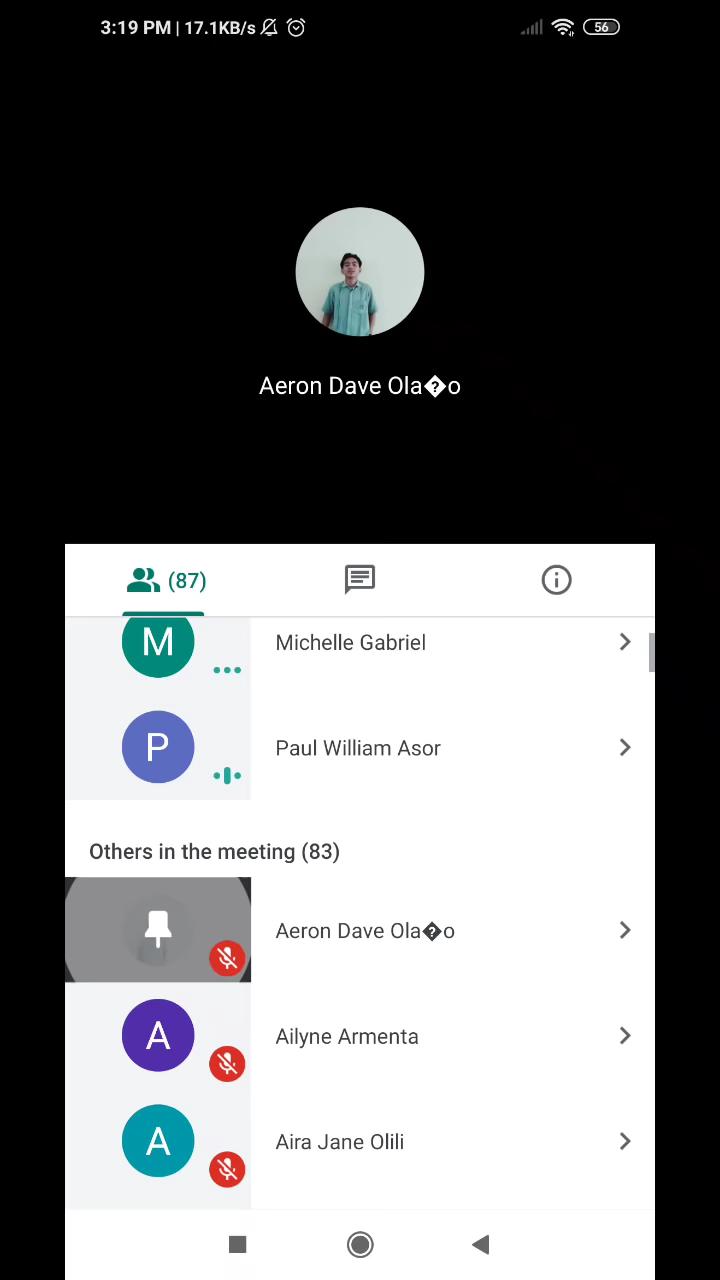 3:19 PM | 17.1KB/s 56
Aeron Dave Ola�o
(87)
M Michelle Gabriel
P Paul William Asor
Others in the meeting (83)
Aeron Dave Ola�o
A Ailyne Armenta
A Aira Jane Olili